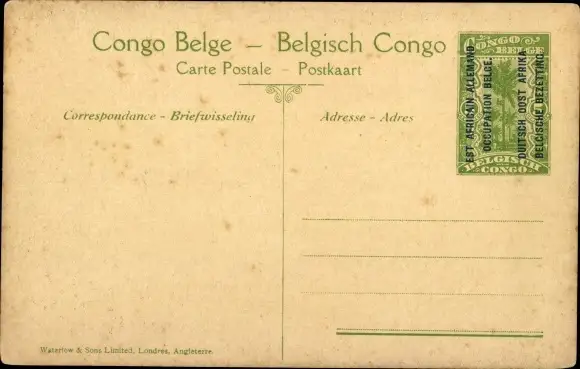 Congo Belge — Belgisch Congo
Carte Postale – Postkaart
Correspondance - Briefwisseling
Adresse - Adres
CONGO
BELGE
EST AFRICAIN ALLEMAND
OCCUPATION BELGE.
DUITSCH OOST AFRIKA
BELGISCHE BEZETTING
BELGISCH
CONGO
Waterlow & Sons Limited, Londres, Angleterre.